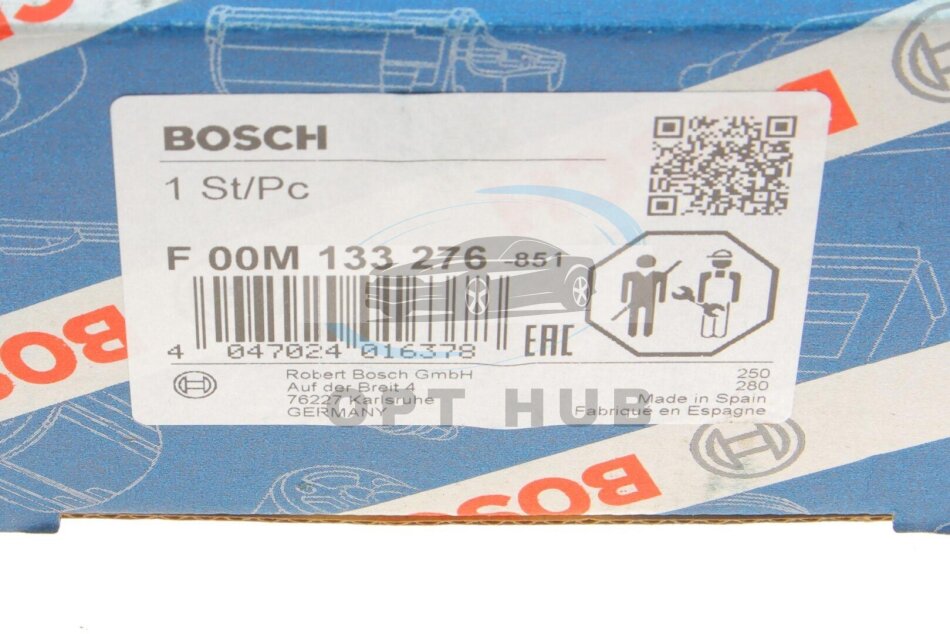 BOSCH
1 St/Pc
F 00M 133 276 -851
4 047024 016378
EAC
Robert Bosch GmbH
Auf der Breit 4
76227 Karlsruhe
GERMANY
250
280
Made in Spain
Fabriqué en Espagne
OPT HUB
BOSCH
BOSCH